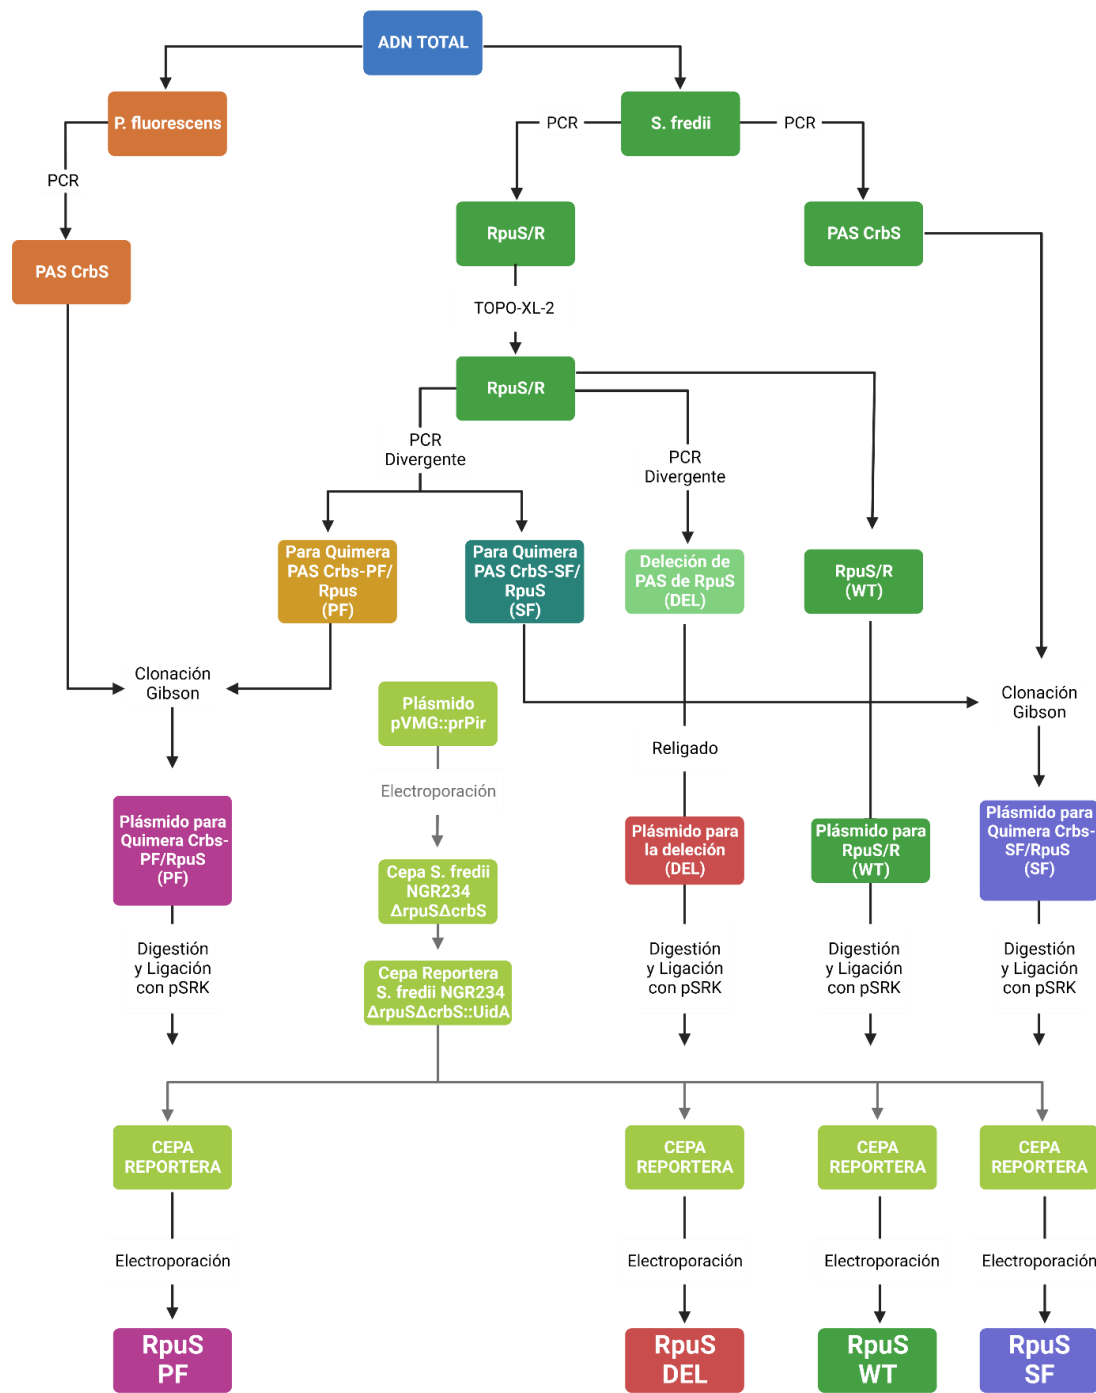 ADN TOTAL
P. fluorescens
S. fredii
PCR
PCR
PCR
RpuS/R
PAS CrbS
PAS CrbS
TOPO-XL-2
RpuS/R
PCR
Divergente
PCR
Divergente
Para Quimera
PAS Crbs-PF/
Rpus
(PF)
Para Quimera
PAS CrbS-SF/
RpuS
(SF)
Deleción de
PAS de RpuS
(DEL)
RpuS/R
(WT)
Clonación
Gibson
Plásmido
pVMG::prPir
Clonación
Gibson
Religado
Electroporación
Plásmido para
Quimera Crbs-
PF/RpuS
(PF)
Cepa S. fredii
NGR234
ΔrpuSΔcrbS
Plásmido para
la deleción
(DEL)
Plásmido para
RpuS/R
(WT)
Plásmido para
Quimera Crbs-
SF/RpuS
(SF)
Digestión
y Ligación
con pSRK
Cepa Reportera
S. fredii NGR234
ΔrpuSΔcrbS::UidA
Digestión
y Ligación
con pSRK
Digestión
y Ligación
con pSRK
Digestión
y Ligación
con pSRK
CEPA
REPORTERA
CEPA
REPORTERA
CEPA
REPORTERA
CEPA
REPORTERA
Electroporación
Electroporación
Electroporación
Electroporación
RpuS
PF
RpuS
DEL
RpuS
WT
RpuS
SF